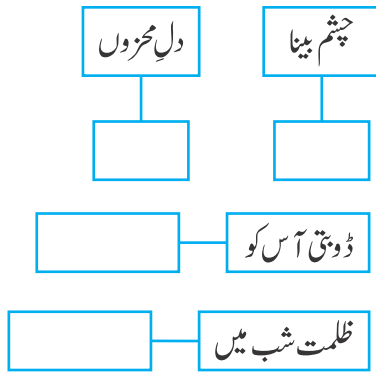 چشم بینا
دلِ محزوں
ڈوبتی آس کو
ظلمت شب میں